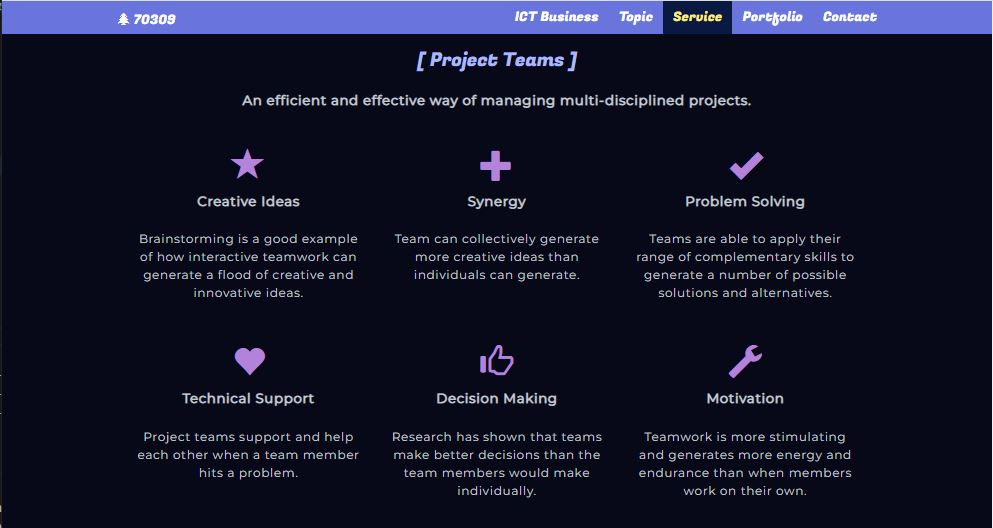 70309 ICT Business Topic Service Portfolio Contact
[ Project Teams ]
An efficient and effective way of managing multi-disciplined projects.
Creative Ideas
Brainstorming is a good example
of how interactive teamwork can
generate a flood of creative and
innovative ideas.
Synergy
Team can collectively generate
more creative ideas than
individuals can generate.
Problem Solving
Teams are able to apply their
range of complementary skills to
generate a number of possible
solutions and alternatives.
Technical Support
Project teams support and help
each other when a team member
hits a problem.
Decision Making
Research has shown that teams
make better decisions than the
team members would make
individually.
Motivation
Teamwork is more stimulating
and generates more energy and
endurance than when members
work on their own.